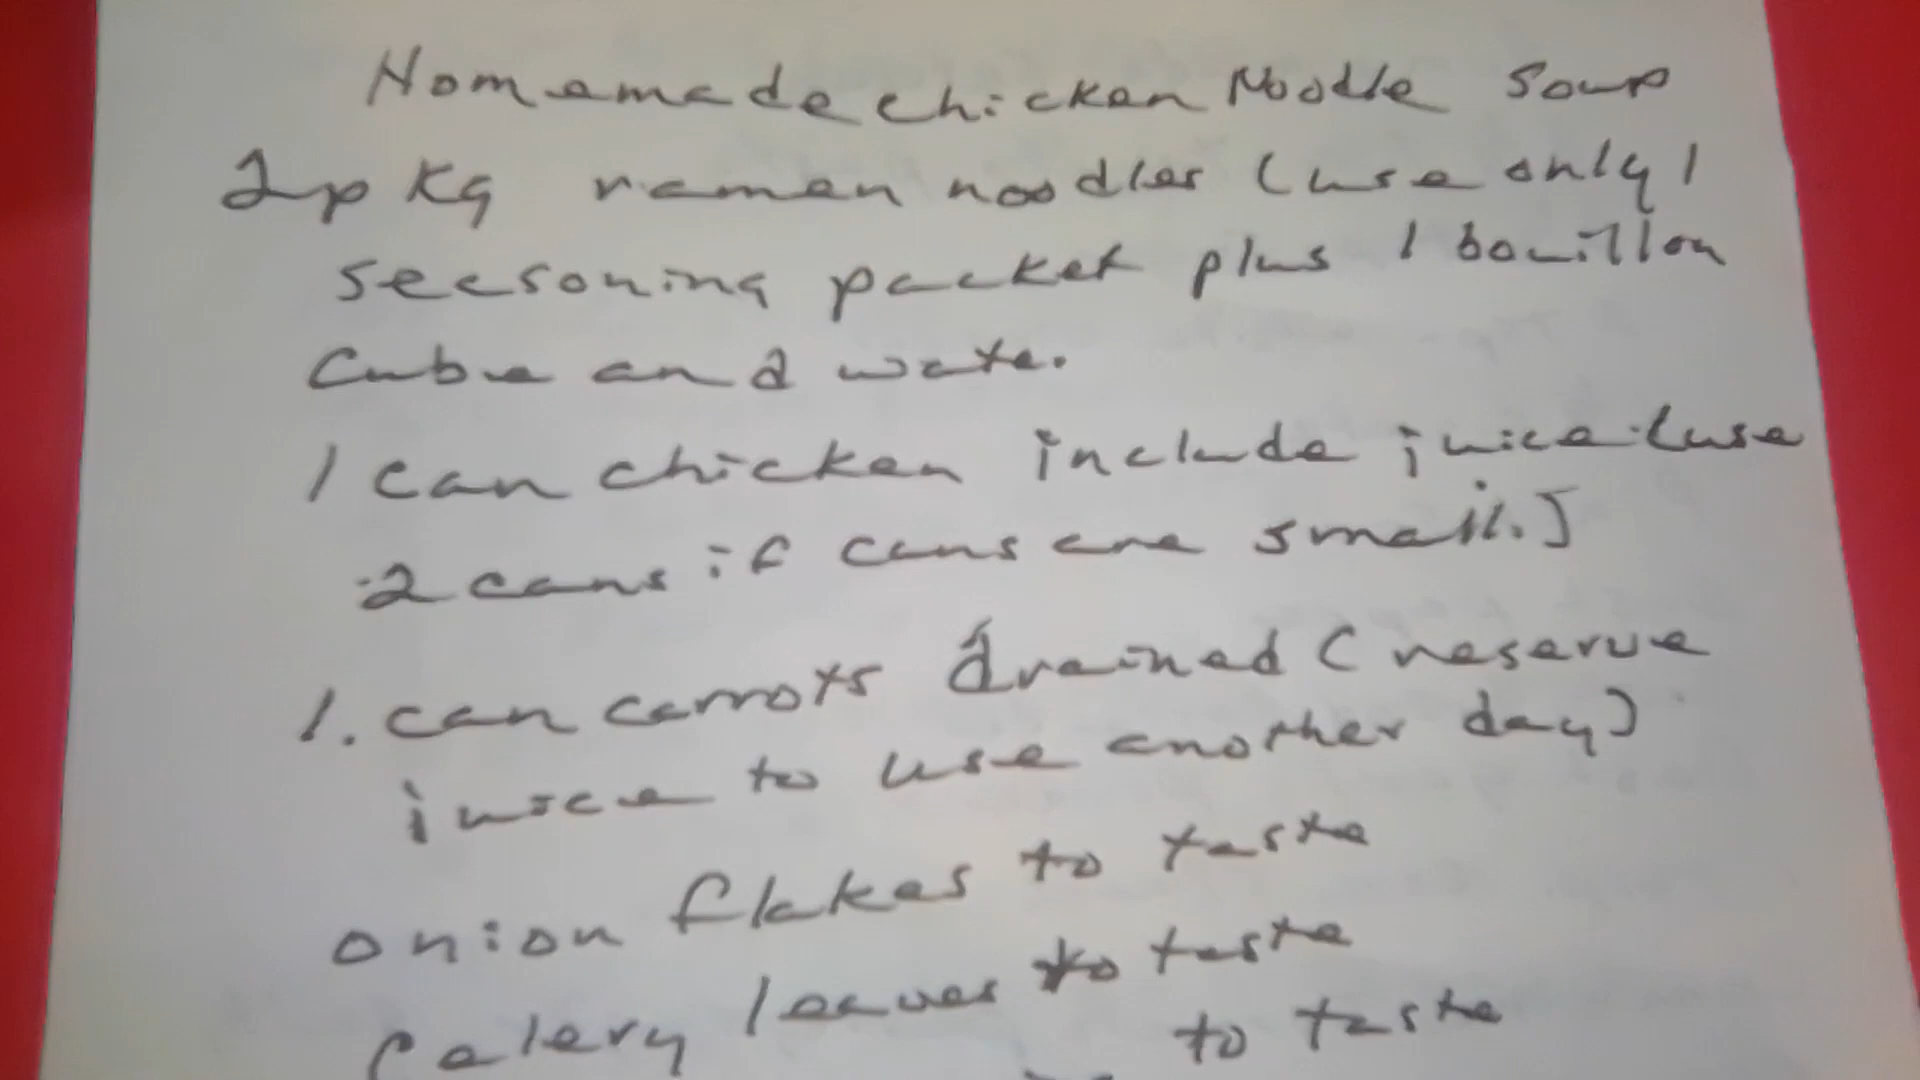 Homemade chicken Noodle Soup
2 pkg ramen noodles (use only 1
seasoning packet plus 1 bouillon
Cube and wate.
1 can chicken include juice (use
2 cans if cans are small.)
1. can carrots drained (reserve
juice to use another day)
onion flakes to taste
Celery leaves to taste
to taste